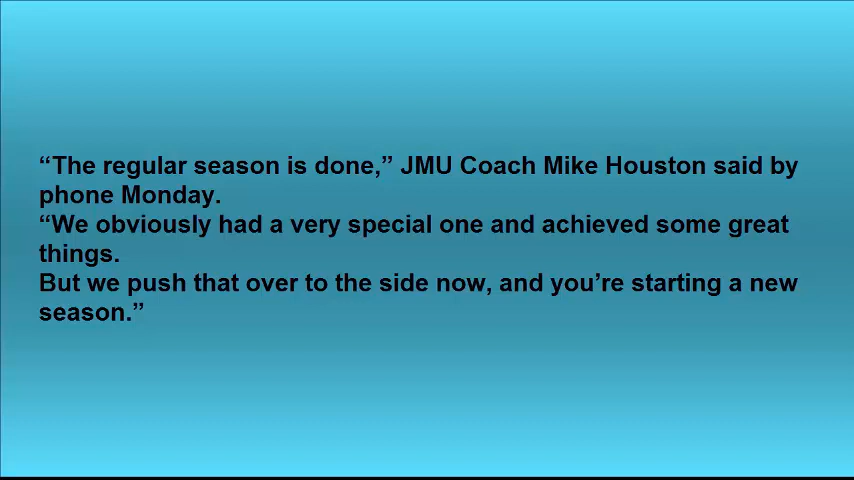 “The regular season is done,” JMU Coach Mike Houston said by
phone Monday.
“We obviously had a very special one and achieved some great
things.
But we push that over to the side now, and you’re starting a new
season.”